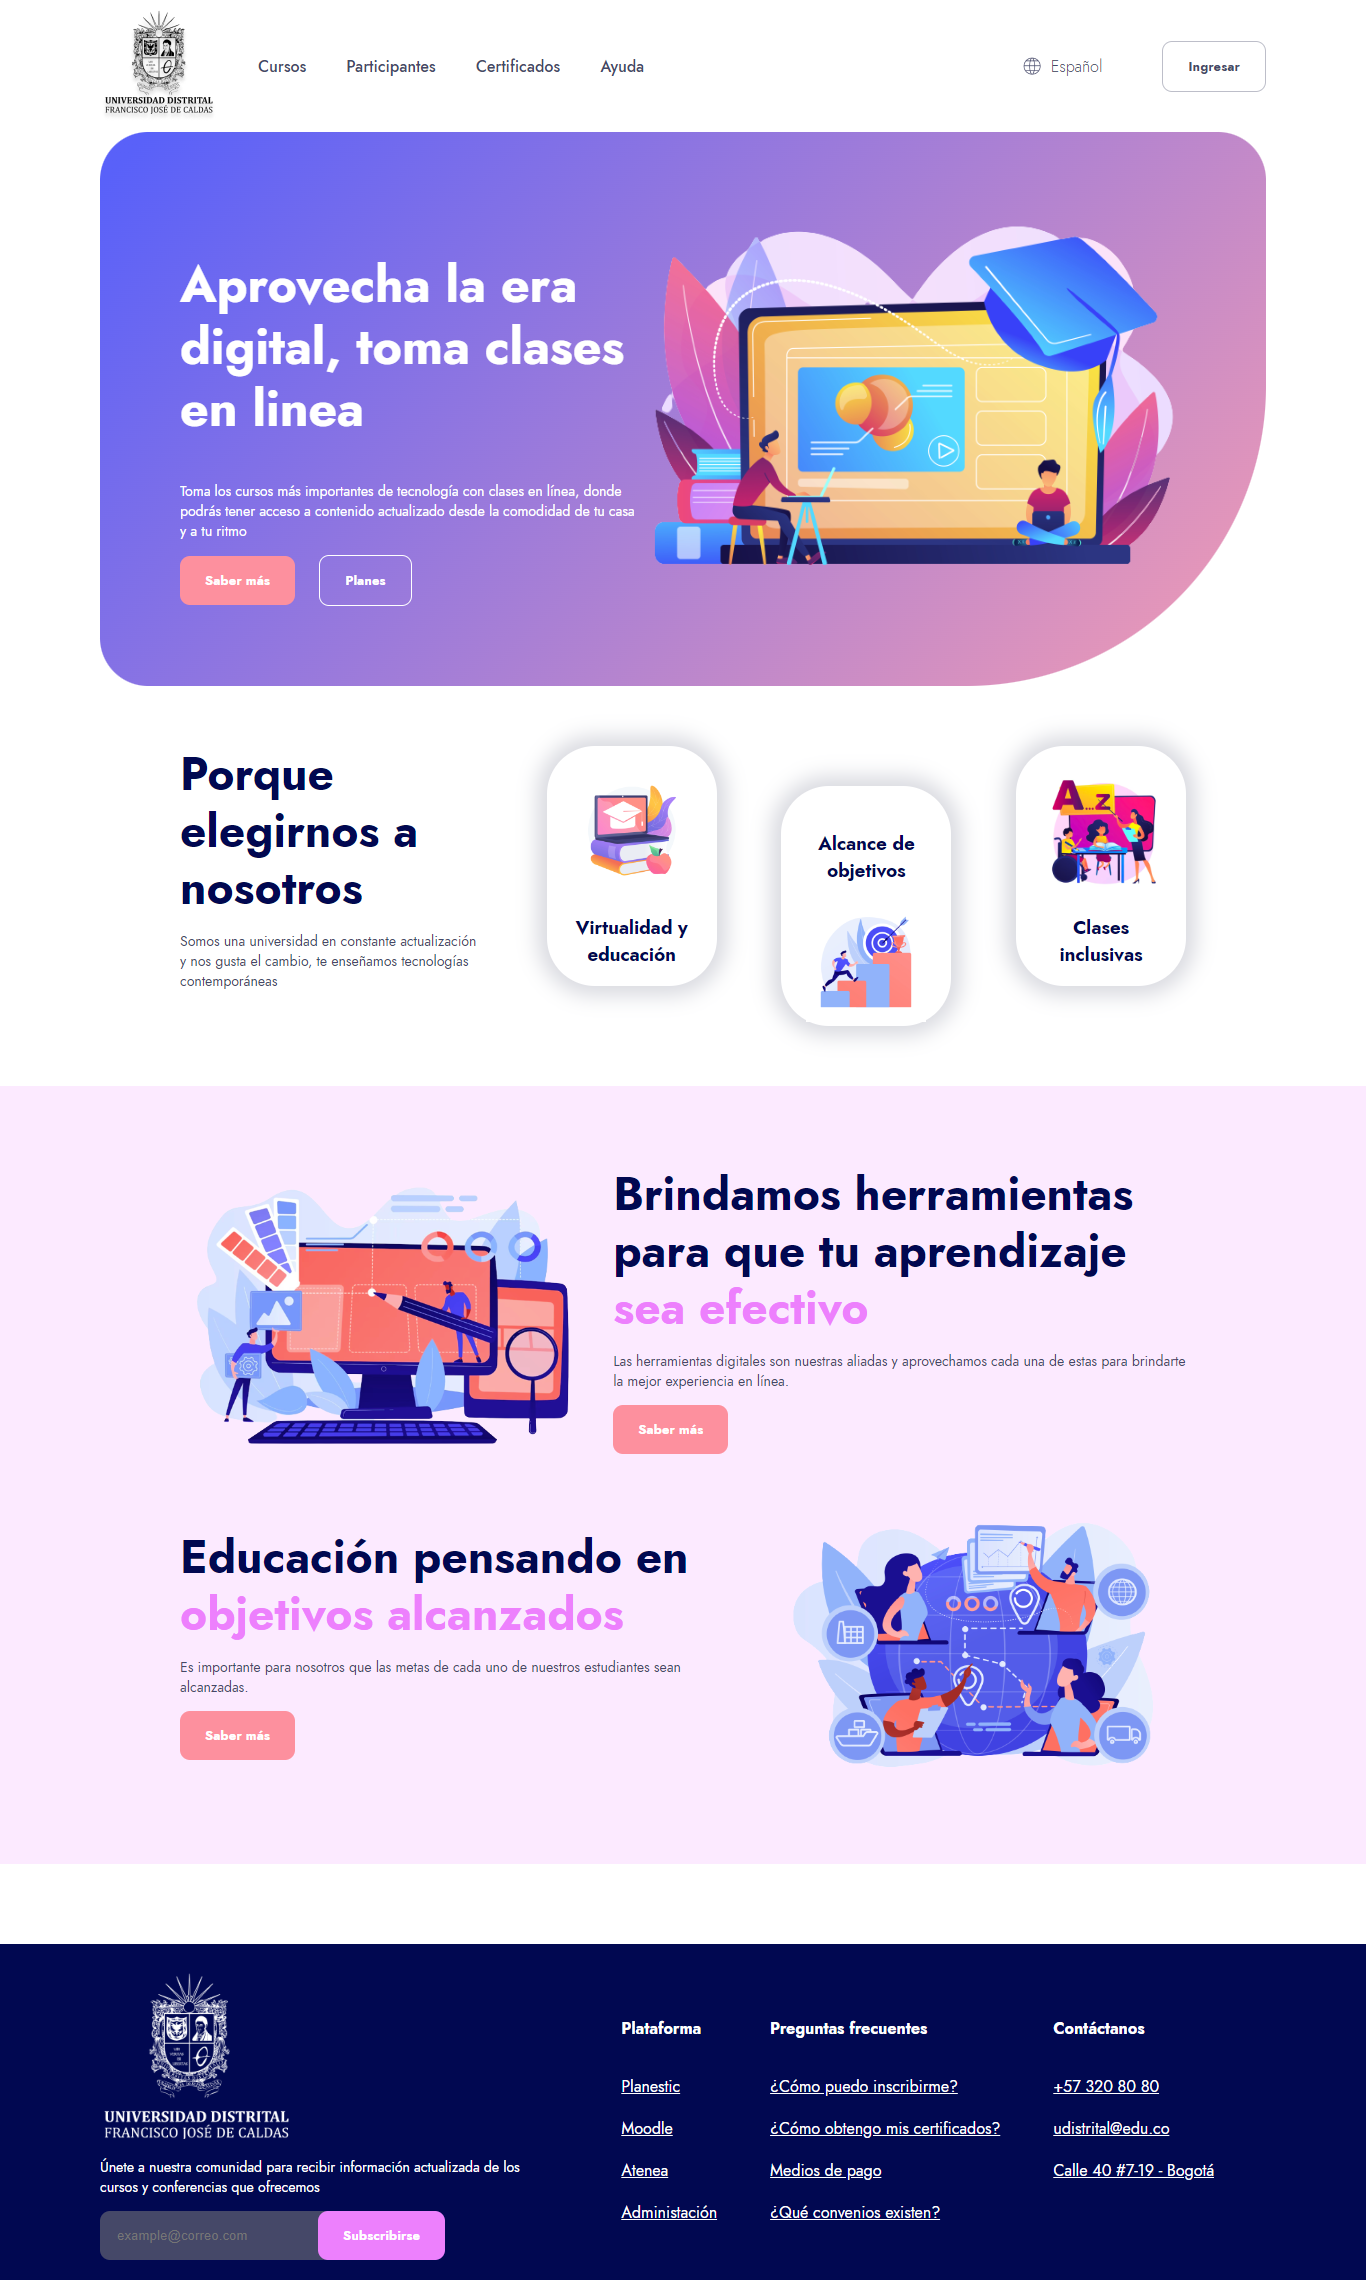 UNIVERSIDAD DISTRITAL
FRANCISCO JOSÉ DE CALDAS
Cursos
Participantes
Certificados
Ayuda
Español
Ingresar
Aprovecha la era
digital, toma clases
en linea
Toma los cursos más importantes de tecnología con clases en línea, donde
podrás tener acceso a contenido actualizado desde la comodidad de tu casa
y a tu ritmo
Saber más
Planes
Porque
elegirnos a
nosotros
Somos una universidad en constante actualización
y nos gusta el cambio, te enseñamos tecnologías
contemporáneas
Virtualidad y
educación
Alcance de
objetivos
A...z
Clases
inclusivas
Brindamos herramientas
para que tu aprendizaje
sea efectivo
Las herramientas digitales son nuestras aliadas y aprovechamos cada una de estas para brindarte
la mejor experiencia en línea.
Saber más
Educación pensando en
objetivos alcanzados
Es importante para nosotros que las metas de cada uno de nuestros estudiantes sean
alcanzadas.
Saber más
UNIVERSIDAD DISTRITAL
FRANCISCO JOSÉ DE CALDAS
Únete a nuestra comunidad para recibir información actualizada de los
cursos y conferencias que ofrecemos
example@correo.com
Subscribirse
Plataforma
Planestic
Moodle
Atenea
Administación
Preguntas frecuentes
¿Cómo puedo inscribirme?
¿Cómo obtengo mis certificados?
Medios de pago
¿Qué convenios existen?
Contáctanos
+57 320 80 80
udistrital@edu.co
Calle 40 #7-19 - Bogotá